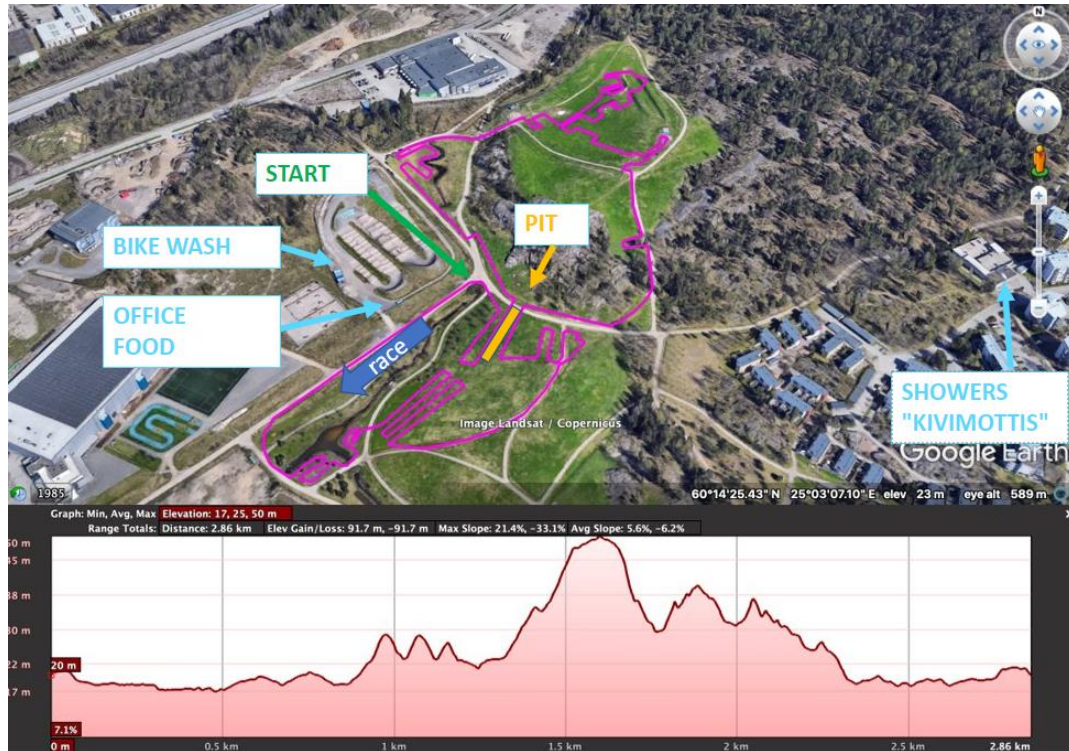 N
START
PIT
BIKE WASH
OFFICE
FOOD
race
SHOWERS
"KIVIMOTTIS"
Image Landsat / Copernicus
Google Earth
1985
60°14'25.43" N 25°03'07.10" E elev 23 m eye alt 589 m
Graph: Min, Avg, Max Elevation: 17, 25, 50 m
Range Totals: Distance: 2.86 km Elev Gain/Loss: 91.7 m, -91.7 m Max Slope: 21.4%, -33.1% Avg Slope: 5.6%, -6.2%
50 m
45 m
38 m
30 m
22 m
20 m
17 m
7.1%
0 m 0.5 km 1 km 1.5 km 2 km 2.5 km 2.86 km